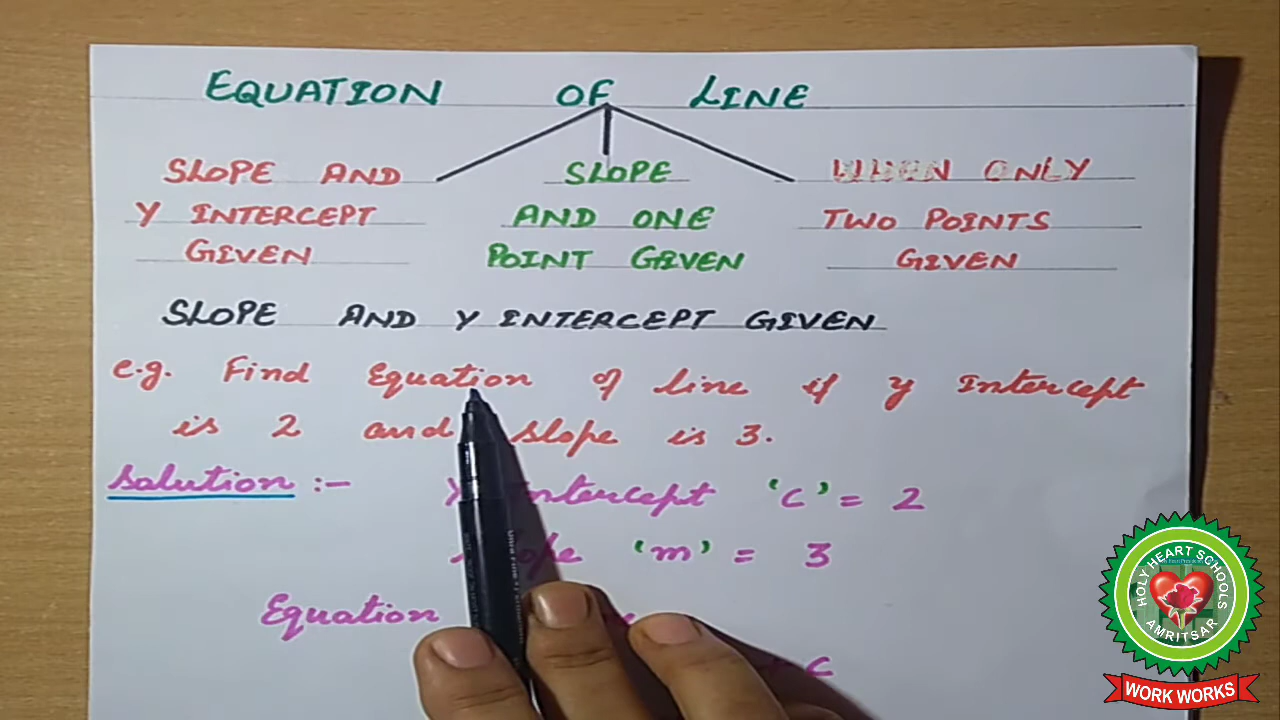 EQUATION OF LINE
SLOPE AND
Y INTERCEPT
GIVEN
SLOPE
AND ONE
POINT GIVEN
WHEN ONLY
TWO POINTS
GIVEN
SLOPE AND Y INTERCEPT GIVEN
e.g. Find Equation of line if y Intercept
is 2 and slope is 3.
Solution :-
Y intercept 'c' = 2
slope 'm' = 3
Equation
+ c
HOLY HEART SCHOOLS
AMRITSAR
WORK WORKS